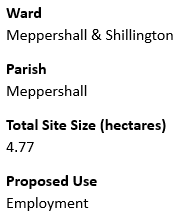 Ward
Meppershall & Shillington
Parish
Meppershall
Total Site Size (hectares)
4.77
Proposed Use
Employment